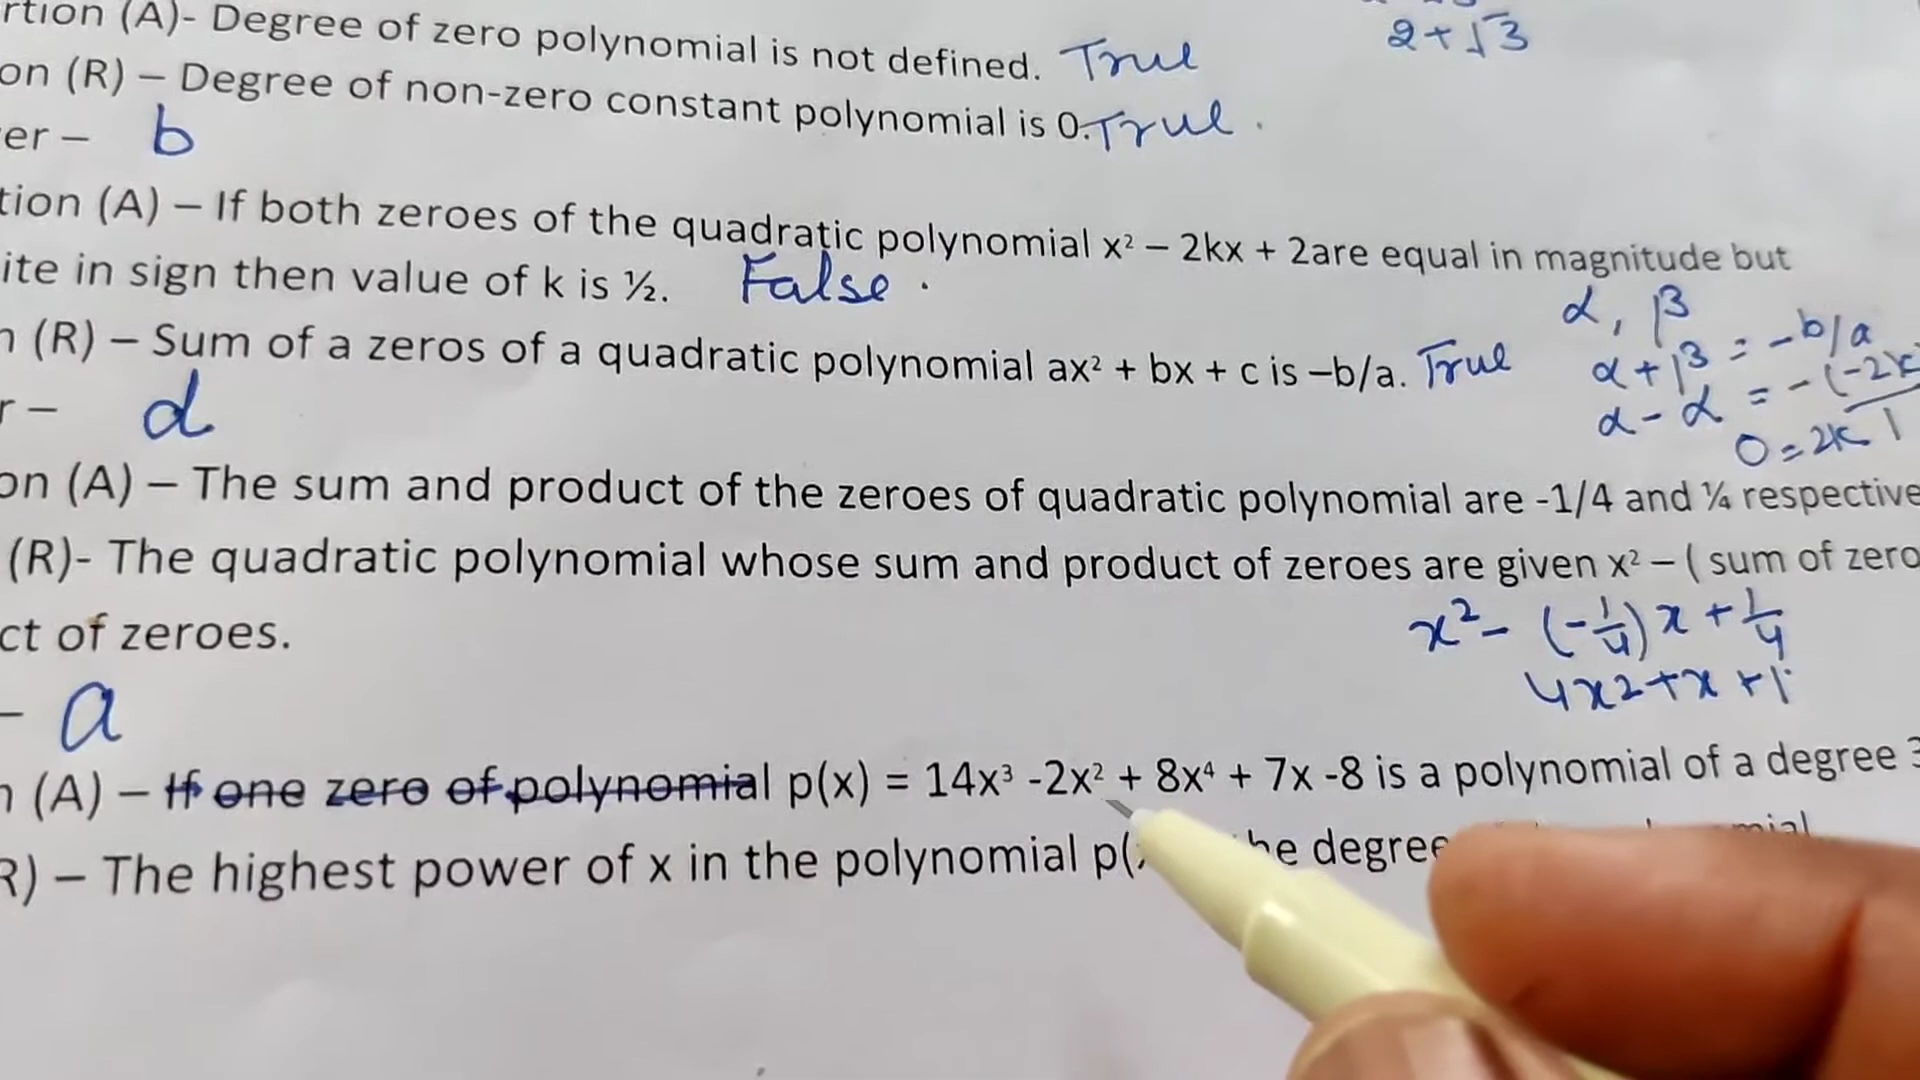 rtion (A)- Degree of zero polynomial is not defined. True
2+√3
on (R) – Degree of non-zero constant polynomial is 0. True.
er – b
tion (A) – If both zeroes of the quadratic polynomial x² – 2kx + 2are equal in magnitude but
ite in sign then value of k is ½. False.
α, β
n (R) – Sum of a zeros of a quadratic polynomial ax² + bx + c is –b/a. True
α+β = -b/a
α-α = -(-2k)/1
0=2k
r – d
on (A) – The sum and product of the zeroes of quadratic polynomial are -1/4 and ¼ respective
(R)- The quadratic polynomial whose sum and product of zeroes are given x² – ( sum of zero
ct of zeroes.
x²- (-1/4)x+1/4
4x2+x+1
– a
n (A) – If one zero of polynomial p(x) = 14x³ -2x² + 8x⁴ + 7x -8 is a polynomial of a degree 3
R) – The highest power of x in the polynomial p( he degree